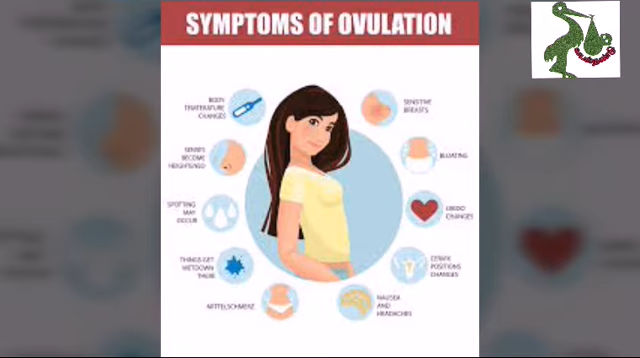 SYMPTOMS OF OVULATION
BODY
TEMPERATURE
CHANGES
SENSITIVE
BREASTS
SENSES
BECOME
HEIGHTENED
BLOATING
SPOTTING
MAY
OCCUR
LIBIDO
CHANGES
THINGS GET
WETDOWN
THERE
CERVIX
POSITIONS
CHANGES
MITTELSCHMERZ
NAUSEA
AND
HEADACHES